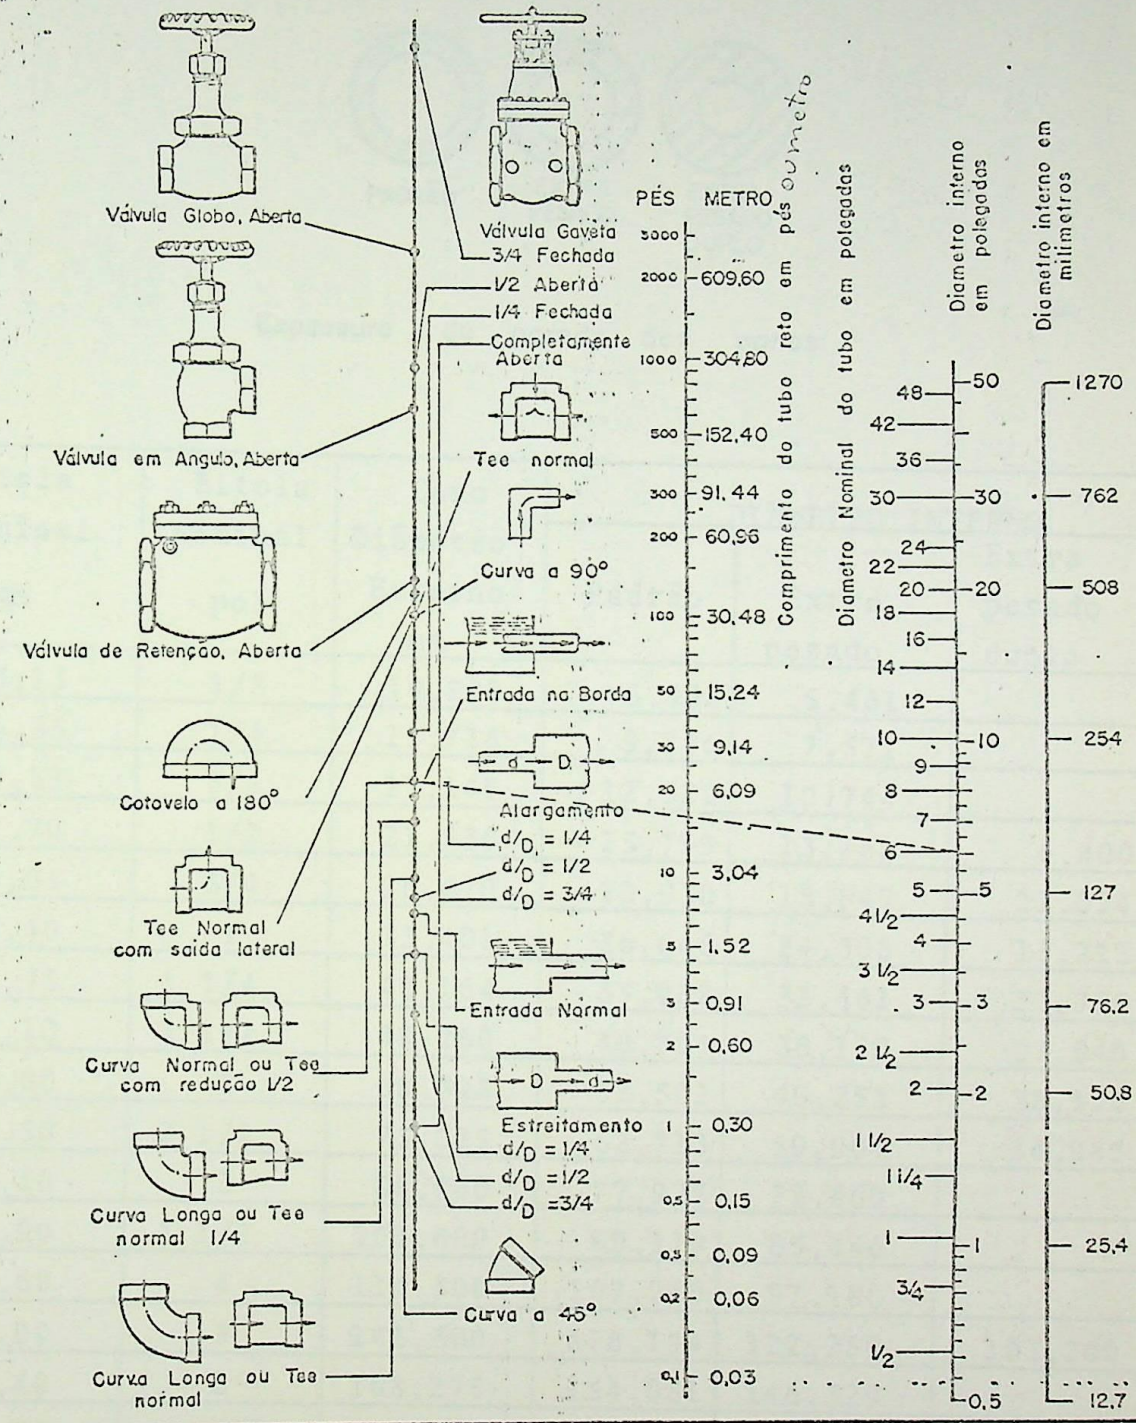 Válvula Globo, Aberta
Válvula em Angulo, Aberta
Válvula de Retenção, Aberta
Cotovelo a 180°
Tee Normal
com saida lateral
Curva Normal ou Tee
com redução 1/2
Curva Longa ou Tee
normal 1/4
Curva Longa ou Tee
normal
Válvula Gaveta
3/4 Fechada
1/2 Aberta
1/4 Fechada
Completamente
Aberta
Tee normal
Curva a 90°
Entrada na Borda
d D
Alargamento
d/D = 1/4
d/D = 1/2
d/D = 3/4
Entrada Normal
D d
Estreitamento
d/D = 1/4
d/D = 1/2
d/D = 3/4
Curva a 45°
PÉS METRO
3000
2000 609,60
1000 304,80
500 152,40
300 91,44
200 60,96
100 30,48
50 15,24
30 9,14
20 6,09
10 3,04
5 1,52
3 0,91
2 0,60
1 0,30
0,5 0,15
0,3 0,09
0,2 0,06
0,1 0,03
Comprimento do tubo reto em pés ou metro
Diametro Nominal do tubo em polegadas
48
42
36
30
24
22
20
18
16
14
12
10
9
8
7
6
5
4 1/2
4
3 1/2
3
2 1/2
2
1 1/2
1 1/4
1
3/4
1/2
Diametro interno
em polegadas
50
30
20
10
5
3
2
1
0,5
Diametro interno em
milimetros
1270
762
508
254
127
76,2
50,8
25,4
12,7